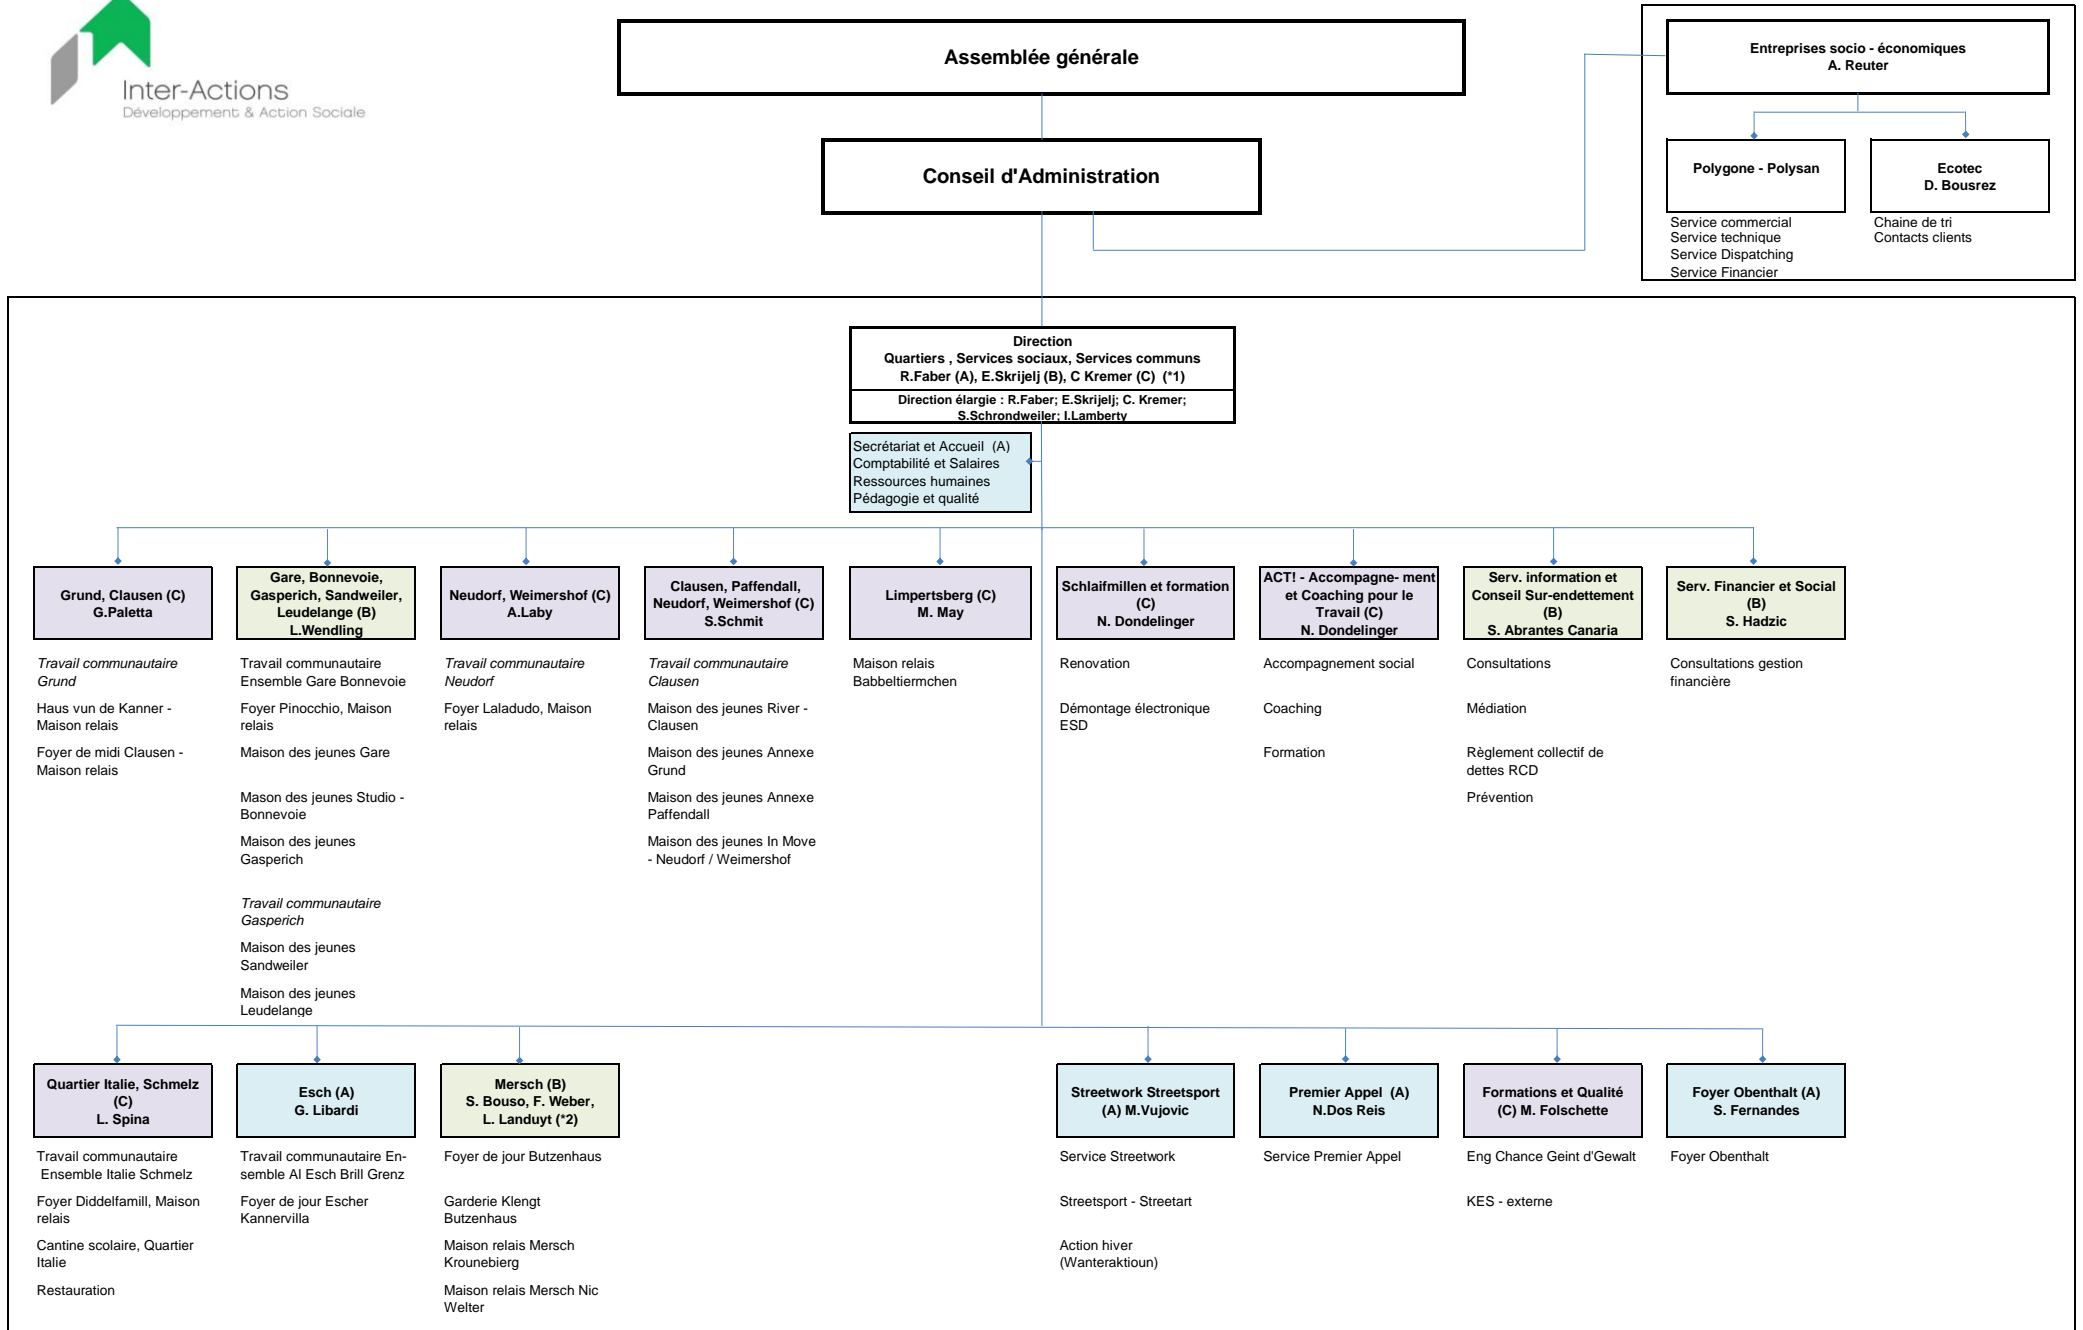 Inter-Actions
Développement & Action Sociale
Assemblée générale
Conseil d'Administration
Entreprises socio - économiques
A. Reuter
Polygone - Polysan
Service commercial
Service technique
Service Dispatching
Service Financier
Ecotec
D. Bousrez
Chaine de tri
Contacts clients
Direction
Quartiers , Services sociaux, Services communs
R.Faber (A), E.Skrijelj (B), C Kremer (C) (*1)
Direction élargie : R.Faber; E.Skrijelj; C. Kremer;
S.Schrondweiler; I.Lamberty
Secrétariat et Accueil (A)
Comptabilité et Salaires
Ressources humaines
Pédagogie et qualité
Grund, Clausen (C)
G.Paletta
Travail communautaire
Grund
Haus vun de Kanner -
Maison relais
Foyer de midi Clausen -
Maison relais
Gare, Bonnevoie,
Gasperich, Sandweiler,
Leudelange (B)
L.Wendling
Travail communautaire
Ensemble Gare Bonnevoie
Foyer Pinocchio, Maison
relais
Maison des jeunes Gare
Mason des jeunes Studio -
Bonnevoie
Maison des jeunes
Gasperich
Travail communautaire
Gasperich
Maison des jeunes
Sandweiler
Maison des jeunes
Leudelange
Neudorf, Weimershof (C)
A.Laby
Travail communautaire
Neudorf
Foyer Laladudo, Maison
relais
Clausen, Paffendall,
Neudorf, Weimershof (C)
S.Schmit
Travail communautaire
Clausen
Maison des jeunes River -
Clausen
Maison des jeunes Annexe
Grund
Maison des jeunes Annexe
Paffendall
Maison des jeunes In Move
- Neudorf / Weimershof
Limpertsberg (C)
M. May
Maison relais
Babbeltiermchen
Schlaifmillen et formation
(C)
N. Dondelinger
Renovation
Démontage électronique
ESD
ACT! - Accompagne- ment
et Coaching pour le
Travail (C)
N. Dondelinger
Accompagnement social
Coaching
Formation
Serv. information et
Conseil Sur-endettement
(B)
S. Abrantes Canaria
Consultations
Médiation
Règlement collectif de
dettes RCD
Prévention
Serv. Financier et Social
(B)
S. Hadzic
Consultations gestion
financière
Quartier Italie, Schmelz
(C)
L. Spina
Travail communautaire
Ensemble Italie Schmelz
Foyer Diddelfamill, Maison
relais
Cantine scolaire, Quartier
Italie
Restauration
Esch (A)
G. Libardi
Travail communautaire En-
semble Al Esch Brill Grenz
Foyer de jour Escher
Kannervilla
Mersch (B)
S. Bouso, F. Weber,
L. Landuyt (*2)
Foyer de jour Butzenhaus
Garderie Klengt
Butzenhaus
Maison relais Mersch
Krounebierg
Maison relais Mersch Nic
Welter
Streetwork Streetsport
(A) M.Vujovic
Service Streetwork
Streetsport - Streetart
Action hiver
(Wanteraktioun)
Premier Appel (A)
N.Dos Reis
Service Premier Appel
Formations et Qualité
(C) M. Folschette
Eng Chance Geint d'Gewalt
KES - externe
Foyer Obenthalt (A)
S. Fernandes
Foyer Obenthalt